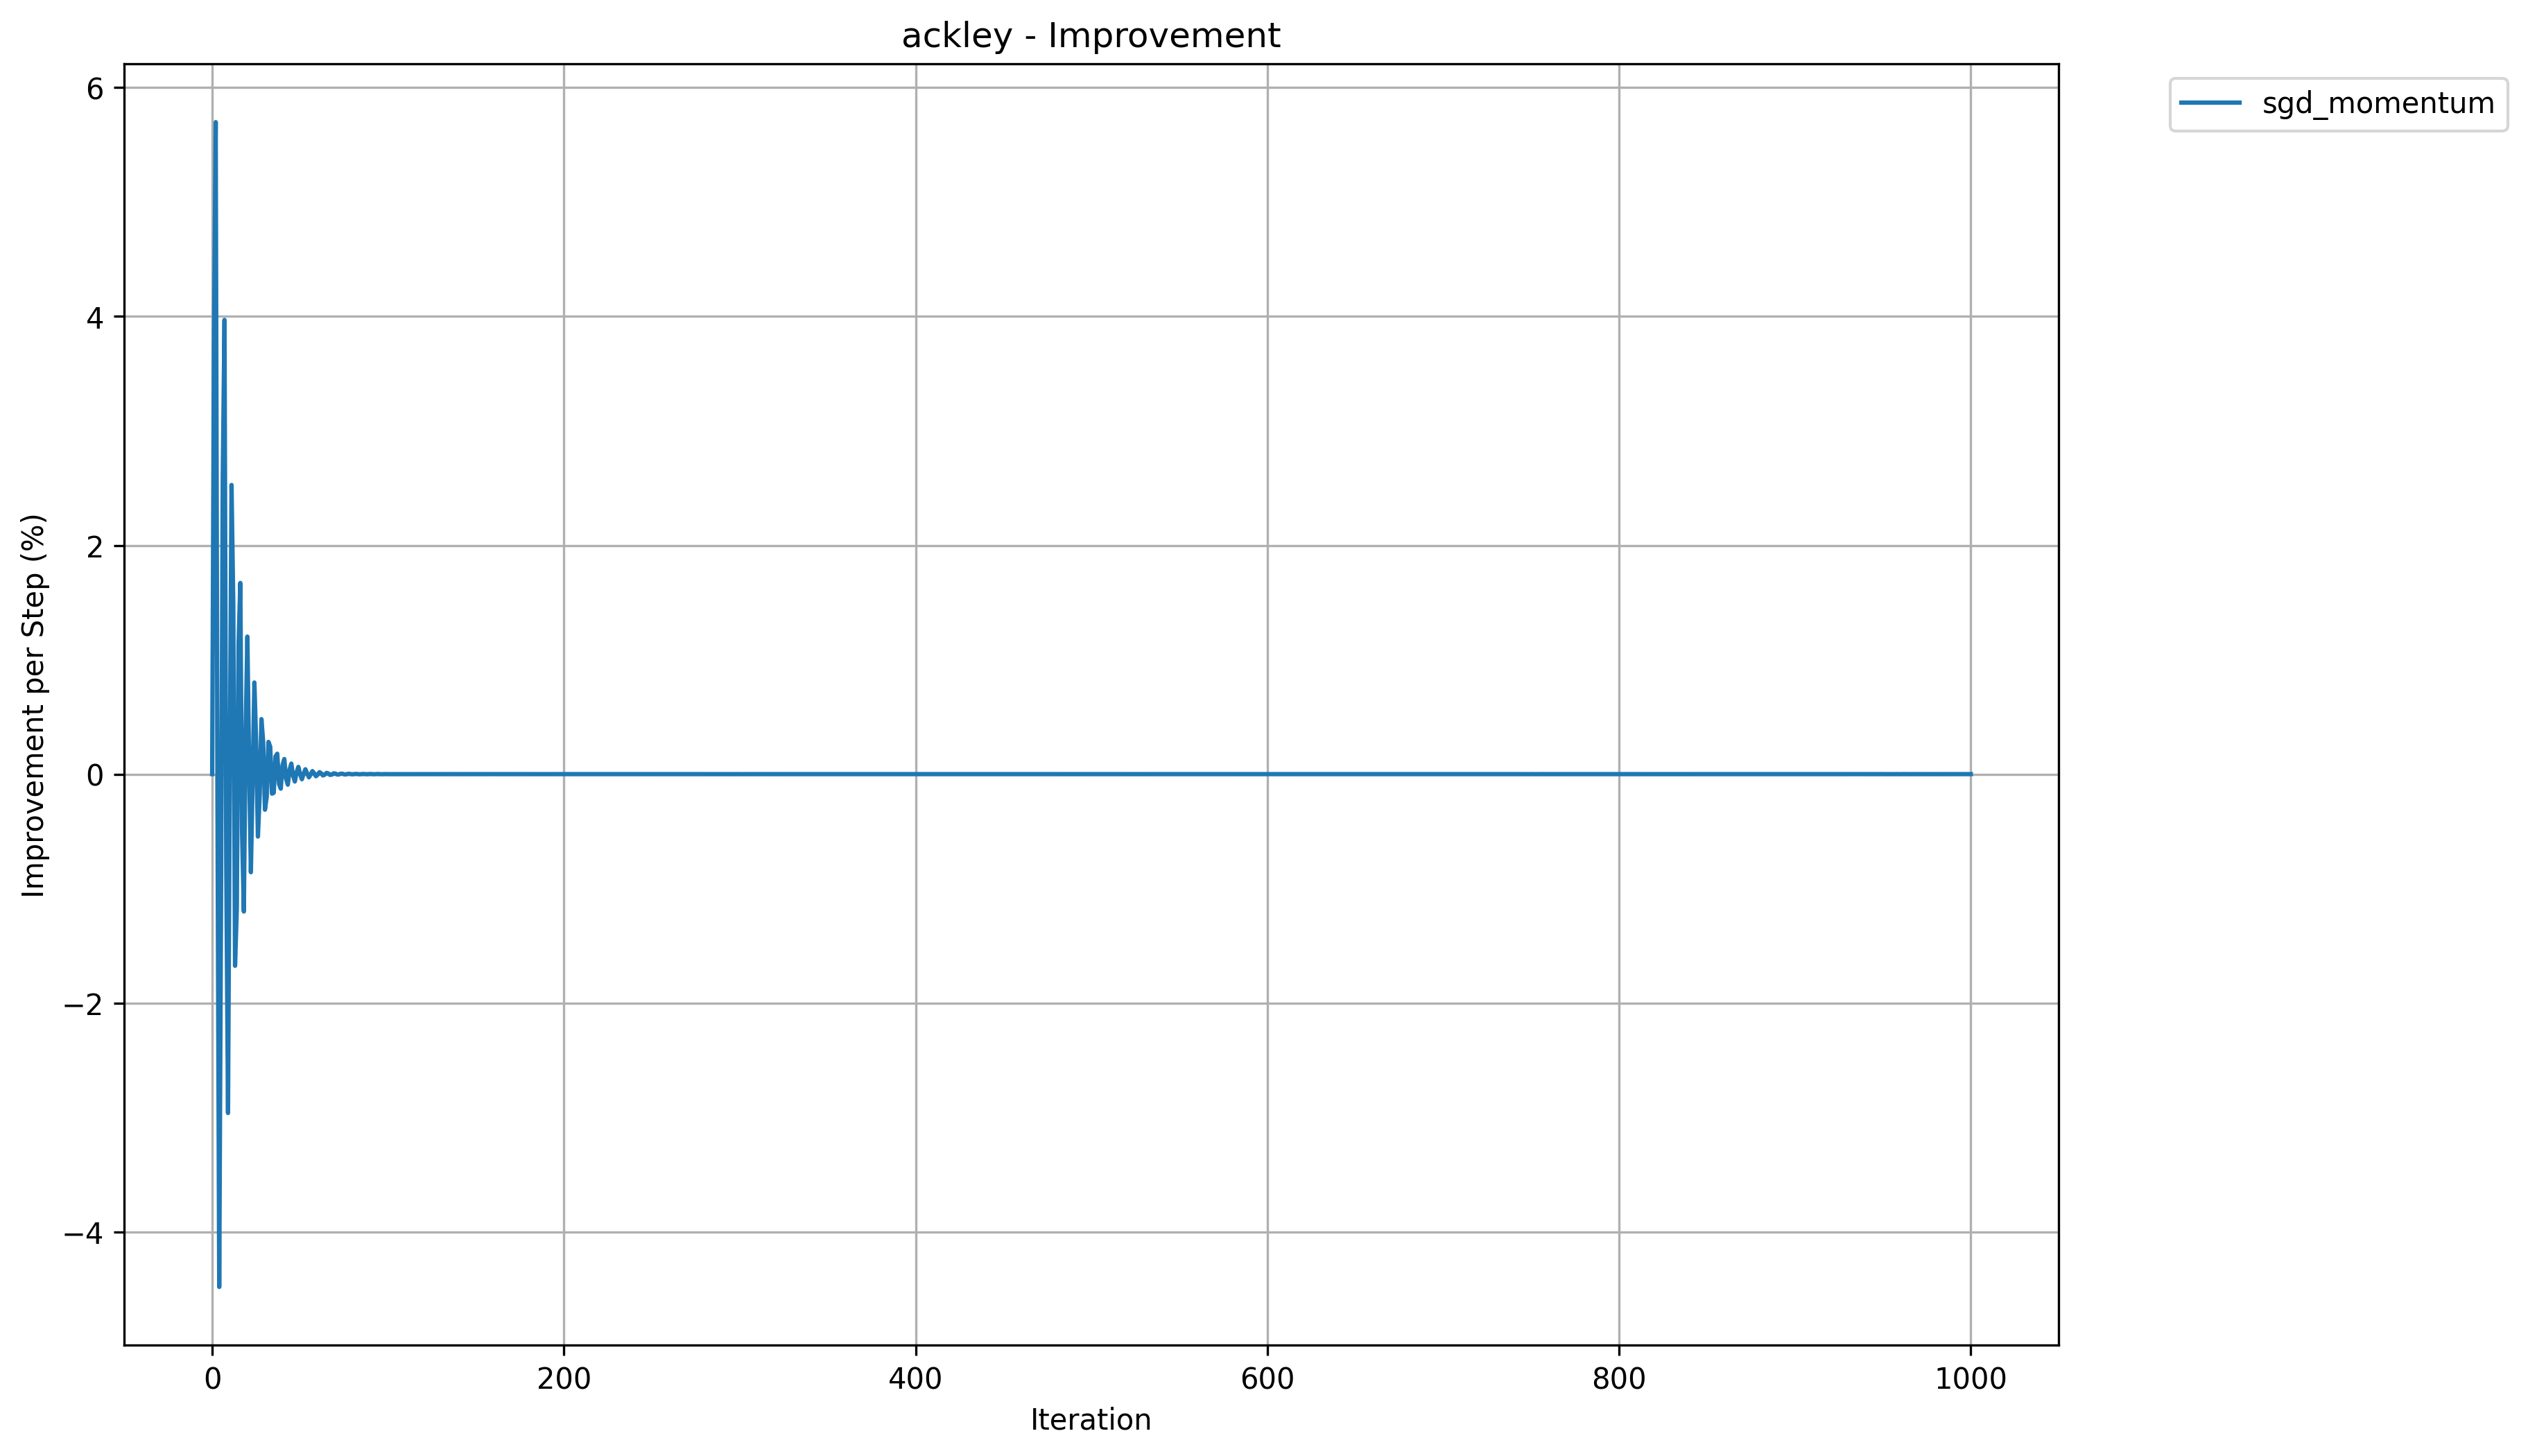 ackley - Improvement
sgd_momentum
Improvement per Step (%)
6
4
2
0
−2
−4
0 200 400 600 800 1000
Iteration